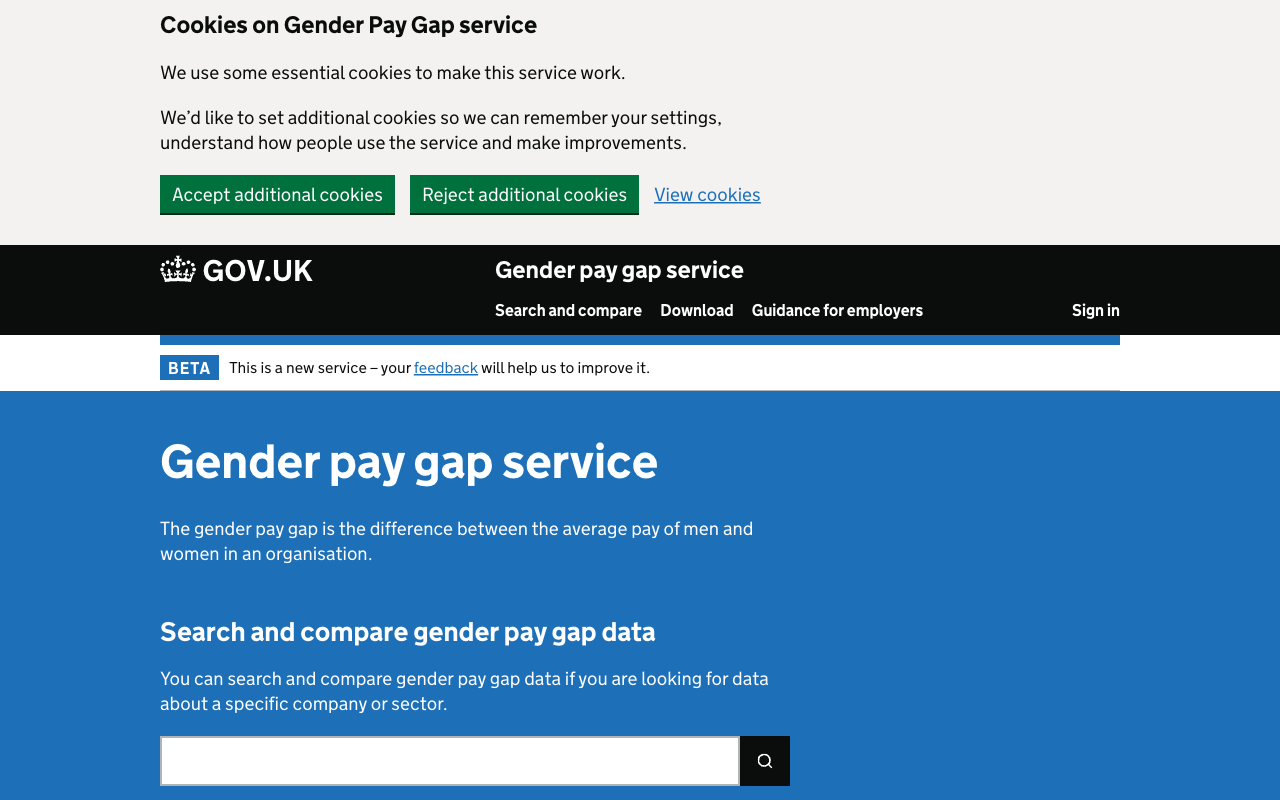 Cookies on Gender Pay Gap service
We use some essential cookies to make this service work.
We’d like to set additional cookies so we can remember your settings,
understand how people use the service and make improvements.
Accept additional cookies Reject additional cookies View cookies
GOV.UK Gender pay gap service
Search and compare Download Guidance for employers Sign in
BETA This is a new service – your feedback will help us to improve it.
Gender pay gap service
The gender pay gap is the difference between the average pay of men and
women in an organisation.
Search and compare gender pay gap data
You can search and compare gender pay gap data if you are looking for data
about a specific company or sector.